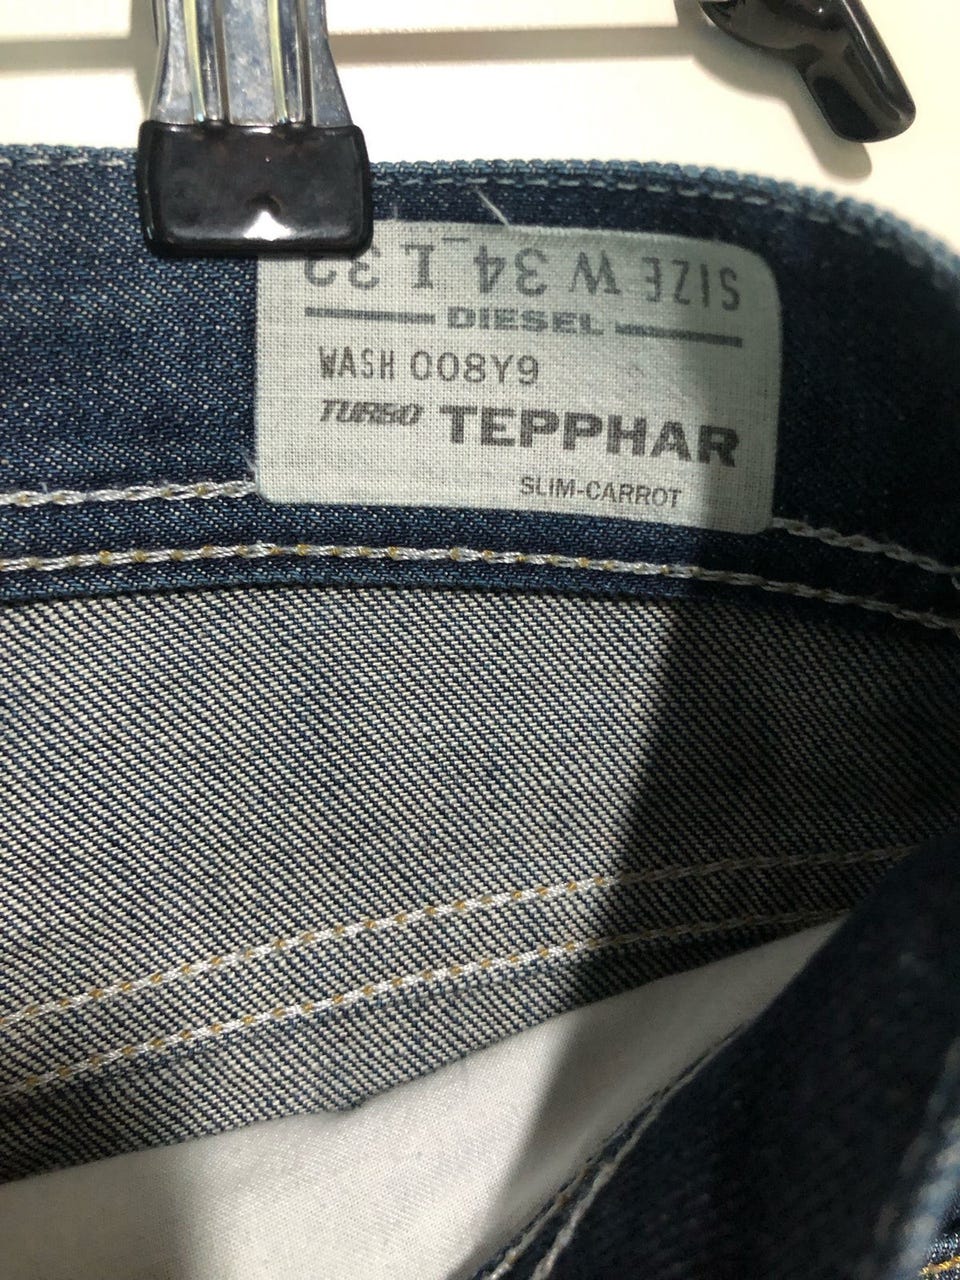 SIZE W 34 L 32
DIESEL
WASH 008Y9
TURBO TEPPHAR
SLIM-CARROT